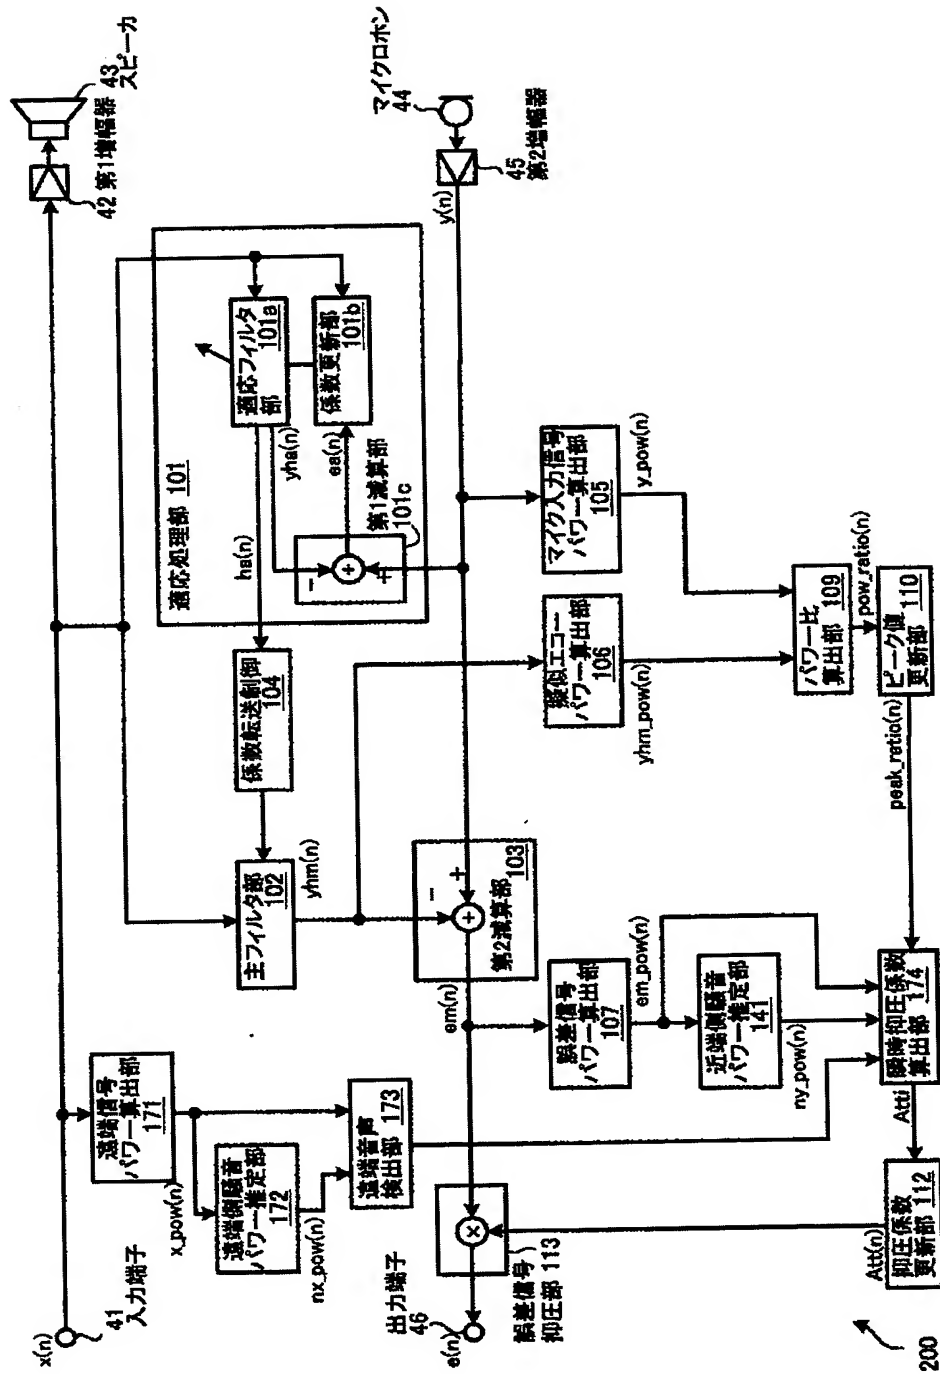 x(n)
41
入力端子
遠端信号
パワー算出部
171
x_pow(n)
遠端側騒音
パワー推定部
172
nx_pow(n)
遠端音声
検出部 173
42 第1増幅器
43
スピーカ
適応処理部 101
適応フィルタ
部 101a
係数更新部
101b
yha(n)
ea(n)
ha(n)
第1減算部
101c
-
+
+
係数転送制御
104
主フィルタ部
102
yhm(n)
マイクロホン
44
45
第2増幅器
y(n)
-
+
+
第2減算部 103
em(n)
出力端子
46
e(n)
×
誤差信号
抑圧部 113
マイク入力信号
パワー算出部
105
y_pow(n)
擬似エコー
パワー算出部
106
yhm_pow(n)
誤差信号
パワー算出部
107
em_pow(n)
近端側騒音
パワー推定部
141
ny_pow(n)
パワー比
算出部 109
pow_ratio(n)
ピーク値
更新部 110
peak_ratio(n)
瞬時抑圧係数
算出部 174
Atti
抑圧係数
更新部 112
Att(n)
200